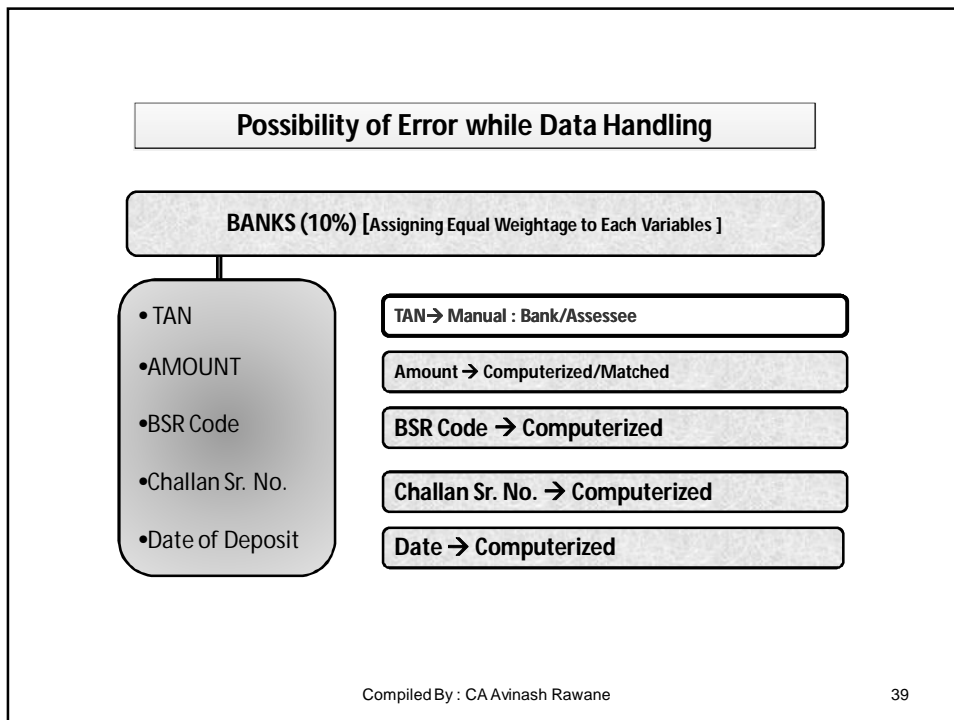 Possibility of Error while Data Handling
BANKS (10%) [Assigning Equal Weightage to Each Variables ]
• TAN
•AMOUNT
•BSR Code
•Challan Sr. No.
•Date of Deposit
TAN→ Manual : Bank/Assessee
Amount → Computerized/Matched
BSR Code → Computerized
Challan Sr. No. → Computerized
Date → Computerized
Compiled By : CA Avinash Rawane
39